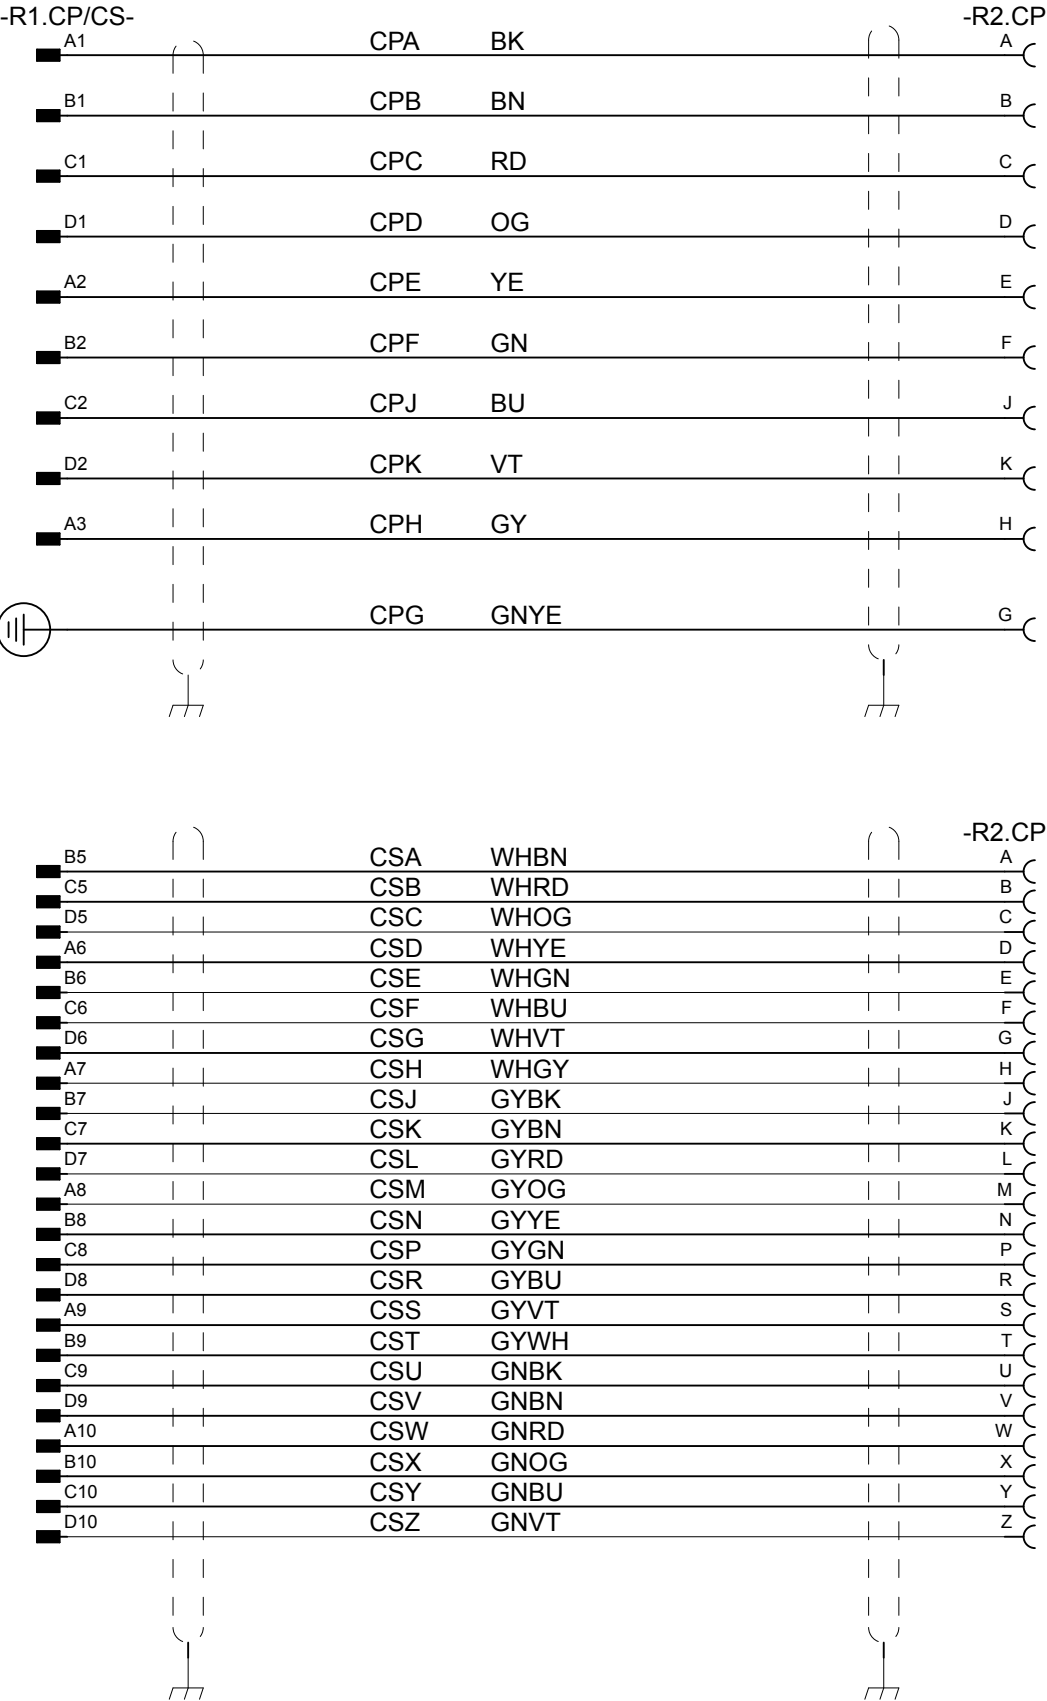 -R1.CP/CS- -R2.CP
A1 CPA BK A
B1 CPB BN B
C1 CPC RD C
D1 CPD OG D
A2 CPE YE E
B2 CPF GN F
C2 CPJ BU J
D2 CPK VT K
A3 CPH GY H
CPG GNYE G
-R2.CP
B5 CSA WHBN A
C5 CSB WHRD B
D5 CSC WHOG C
A6 CSD WHYE D
B6 CSE WHGN E
C6 CSF WHBU F
D6 CSG WHVT G
A7 CSH WHGY H
B7 CSJ GYBK J
C7 CSK GYBN K
D7 CSL GYRD L
A8 CSM GYOG M
B8 CSN GYYE N
C8 CSP GYGN P
D8 CSR GYBU R
A9 CSS GYVT S
B9 CST GYWH T
C9 CSU GNBK U
D9 CSV GNBN V
A10 CSW GNRD W
B10 CSX GNOG X
C10 CSY GNBU Y
D10 CSZ GNVT Z